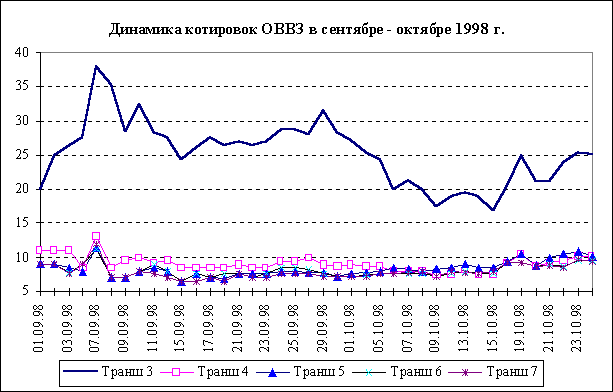 Динамика котировок ОВВЗ в сентябре - октябре 1998 г.
40
35
30
25
20
15
10
5
01.09.98 03.09.98 07.09.98 09.09.98 11.09.98 15.09.98 17.09.98 21.09.98 23.09.98 25.09.98 29.09.98 01.10.98 05.10.98 07.10.98 09.10.98 13.10.98 15.10.98 19.10.98 21.10.98 23.10.98
Транш 3 Транш 4 Транш 5 Транш 6 Транш 7